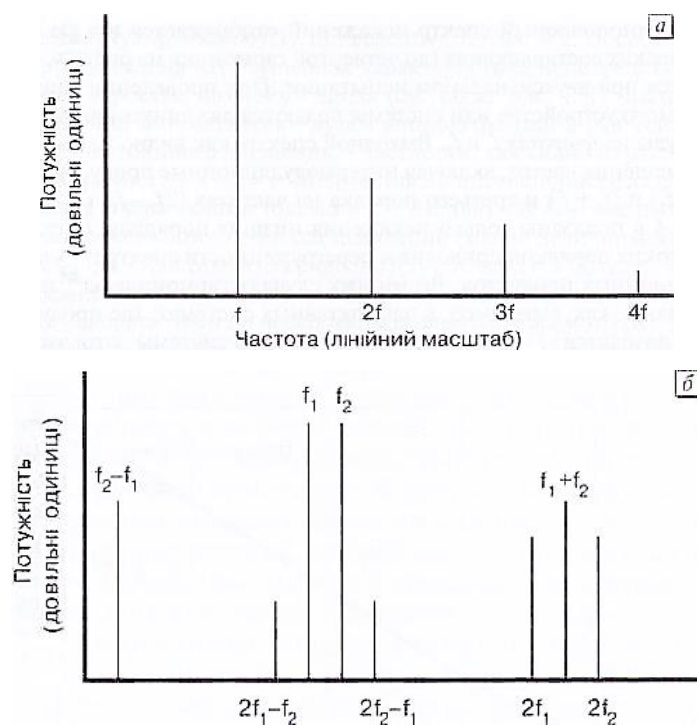 а
Потужність
(довільні одиниці)
f 2f 3f 4f
Частота (лінійний масштаб)
б
Потужність
(довільні одиниці)
f₂–f₁
f₁ f₂
f₁+f₂
2f₁–f₂ 2f₂–f₁ 2f₁ 2f₂